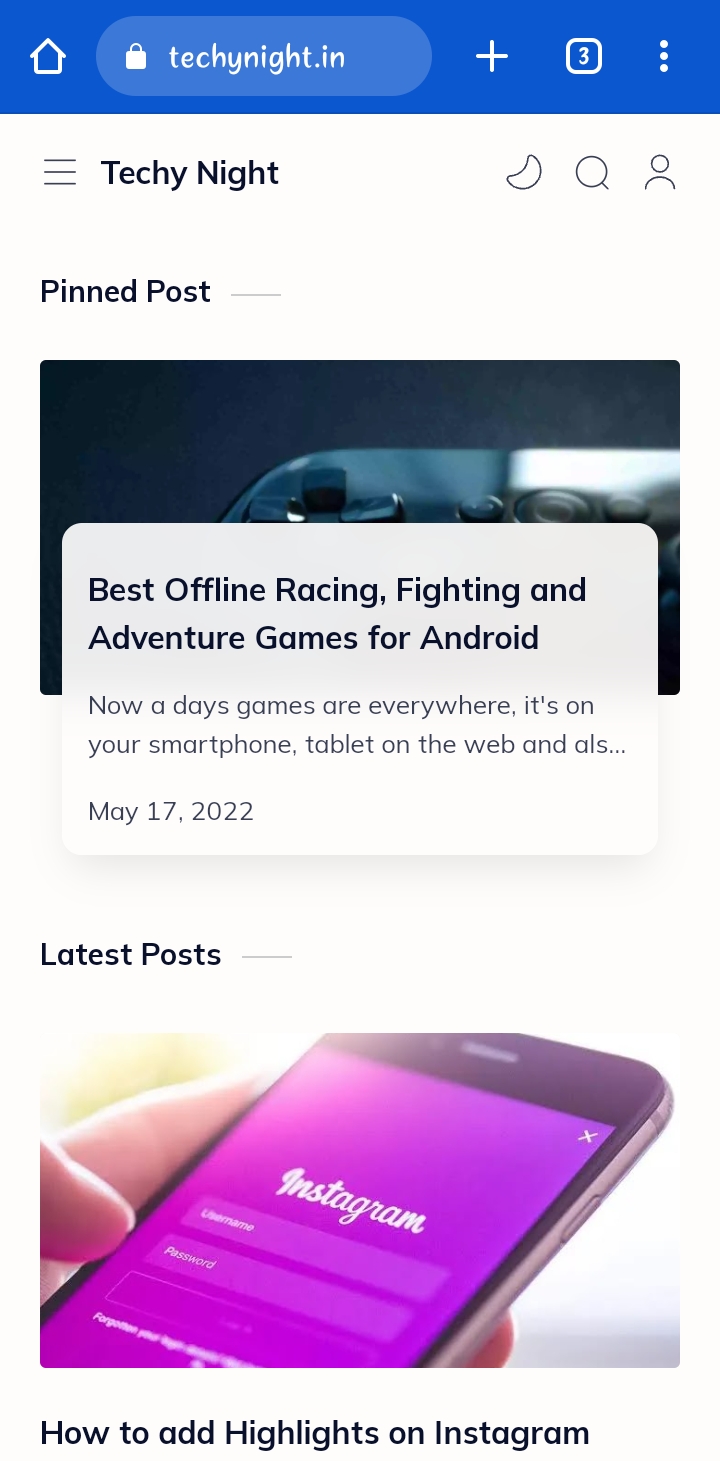 techynight.in
3
Techy Night
Pinned Post
Best Offline Racing, Fighting and
Adventure Games for Android
Now a days games are everywhere, it's on
your smartphone, tablet on the web and als...
May 17, 2022
Latest Posts
Instagram
Username
Password
Forgotten your login
How to add Highlights on Instagram